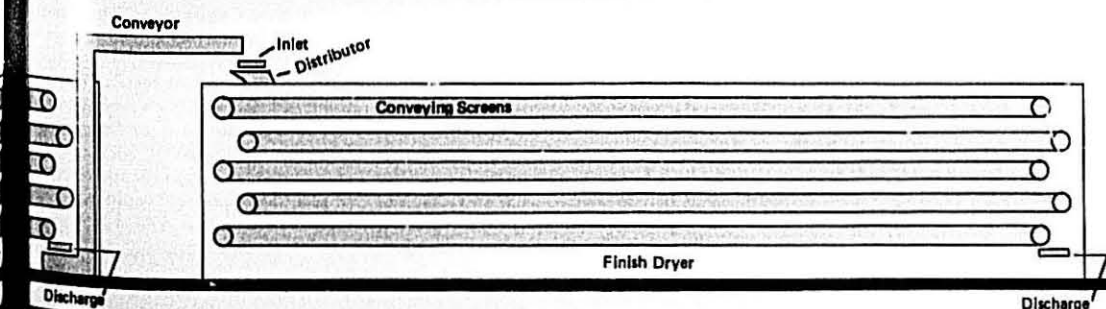 Conveyor
Inlet
Distributor
Conveying Screens
Finish Dryer
Discharge
Discharge